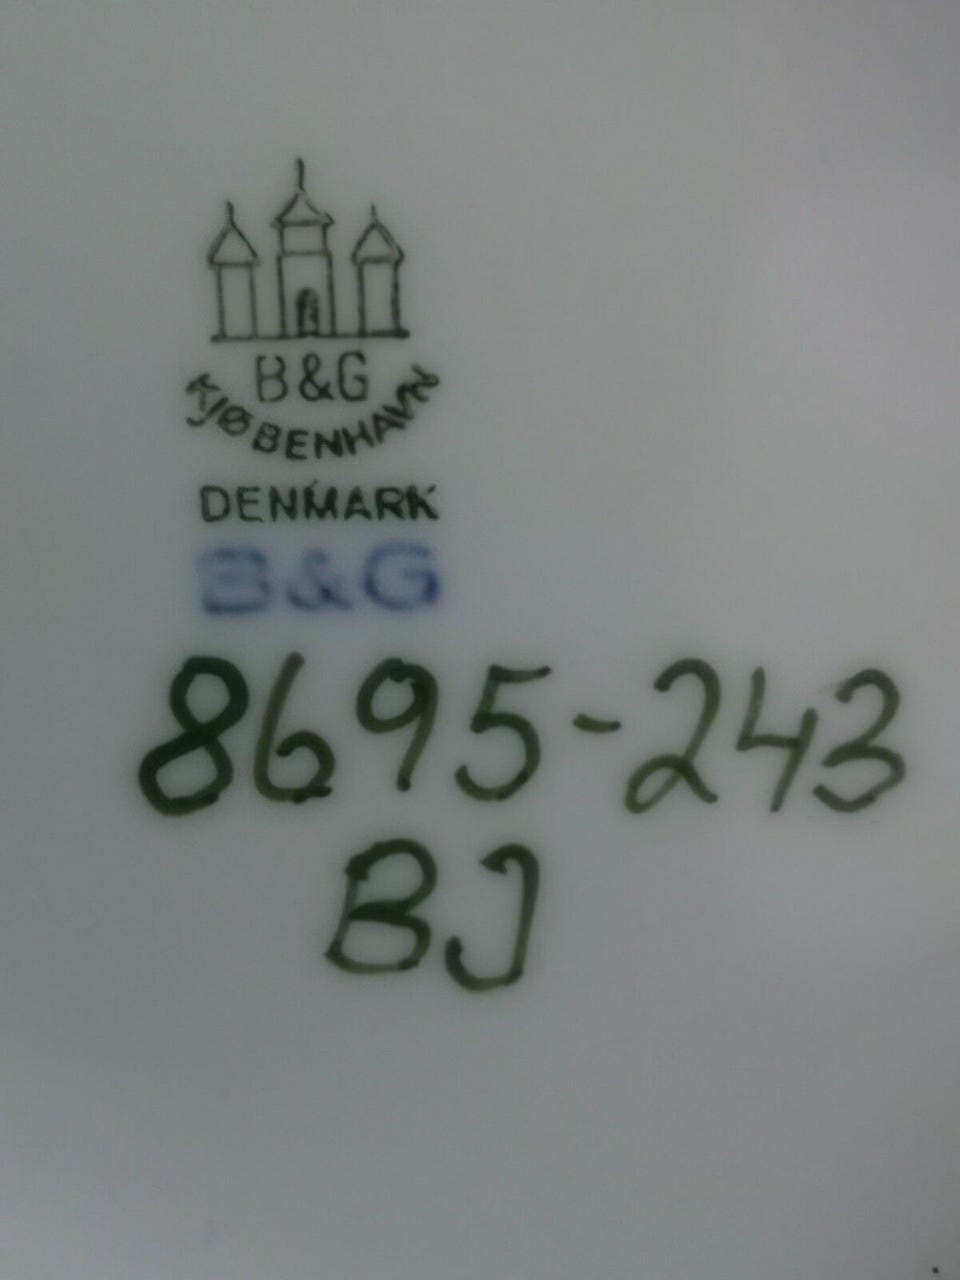 B&G
KJØBENHAVN
DENMARK
B&G
8695-243
BJ